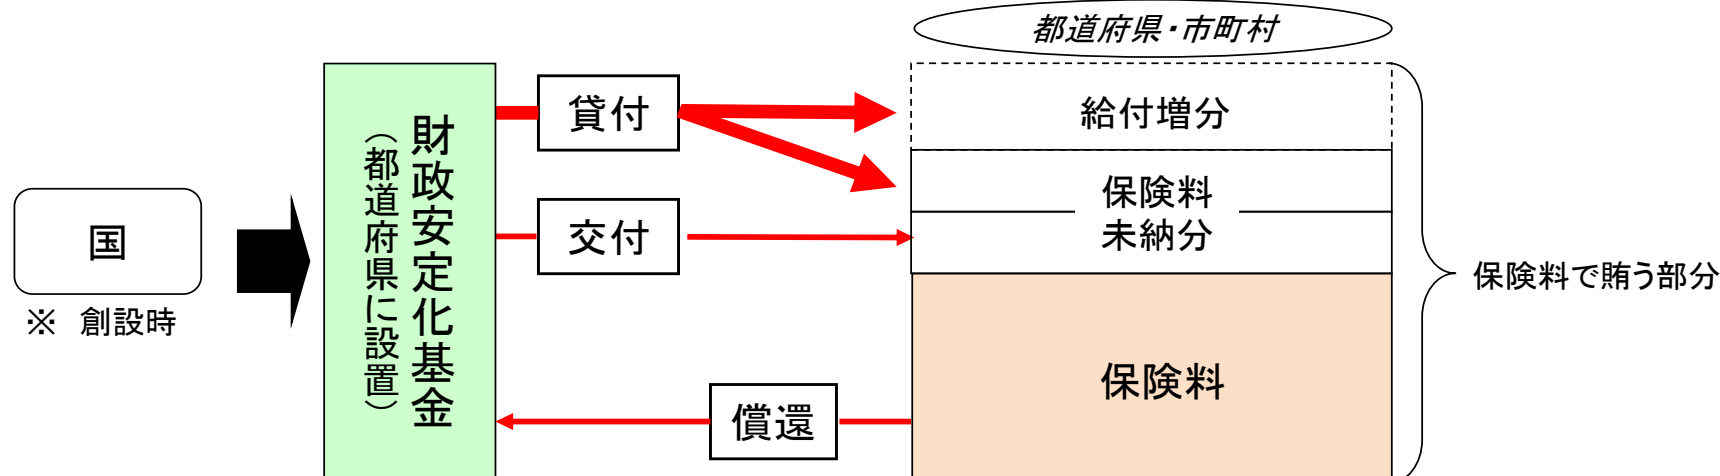 都道府県・市町村
国
※ 創設時
財政安定化基金
（都道府県に設置）
貸付
交付
償還
給付増分
保険料
未納分
保険料
保険料で賄う部分